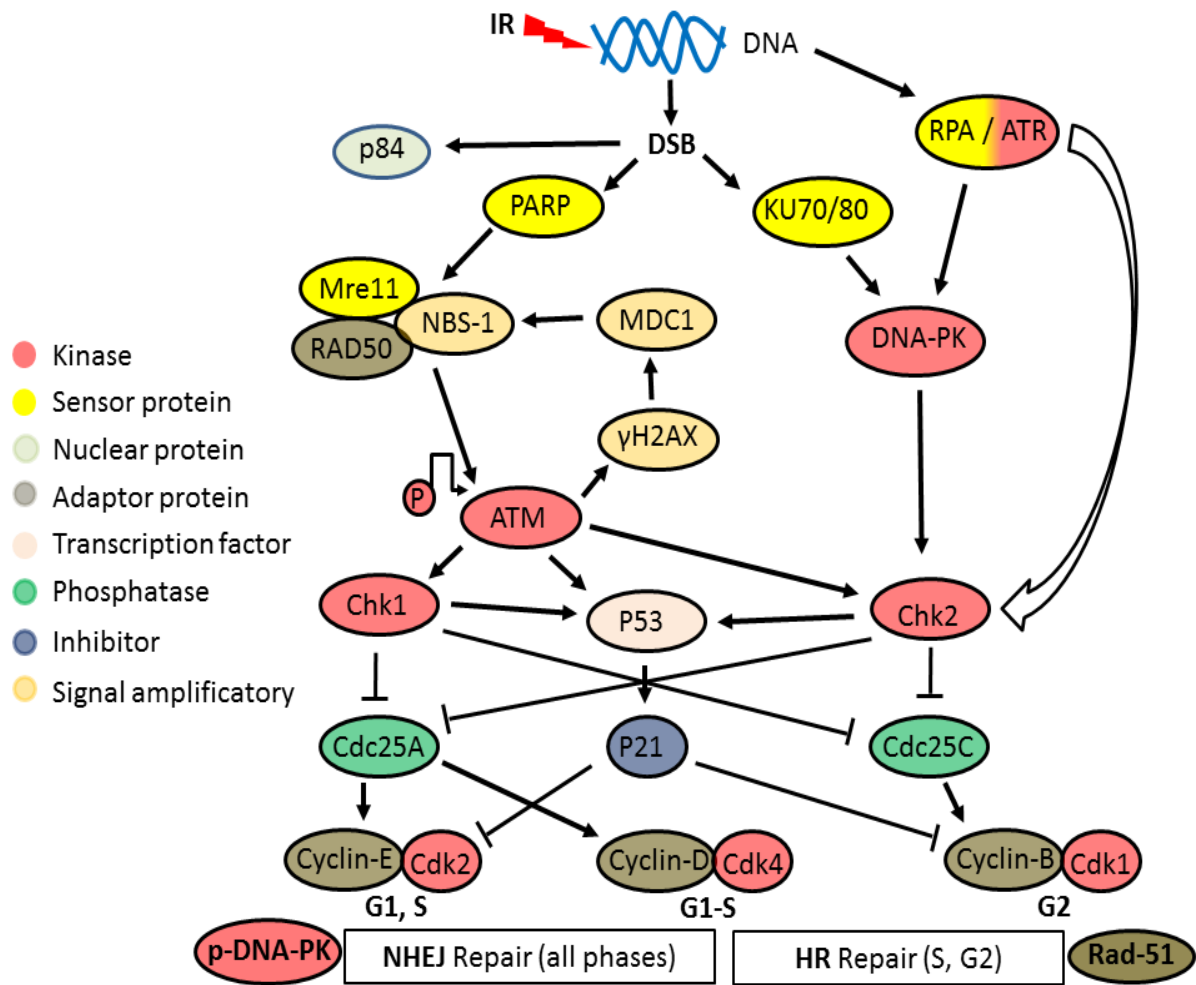 IR
DNA
RPA / ATR
p84
DSB
PARP
KU70/80
Mre11
NBS-1
MDC1
RAD50
DNA-PK
Kinase
Sensor protein
γH2AX
Nuclear protein
Adaptor protein
P
ATM
Transcription factor
Phosphatase
Chk1
P53
Chk2
Inhibitor
Signal amplificatory
Cdc25A
P21
Cdc25C
Cyclin-E
Cdk2
Cyclin-D
Cdk4
Cyclin-B
Cdk1
G1, S
G1-S
G2
p-DNA-PK
NHEJ Repair (all phases)
HR Repair (S, G2)
Rad-51